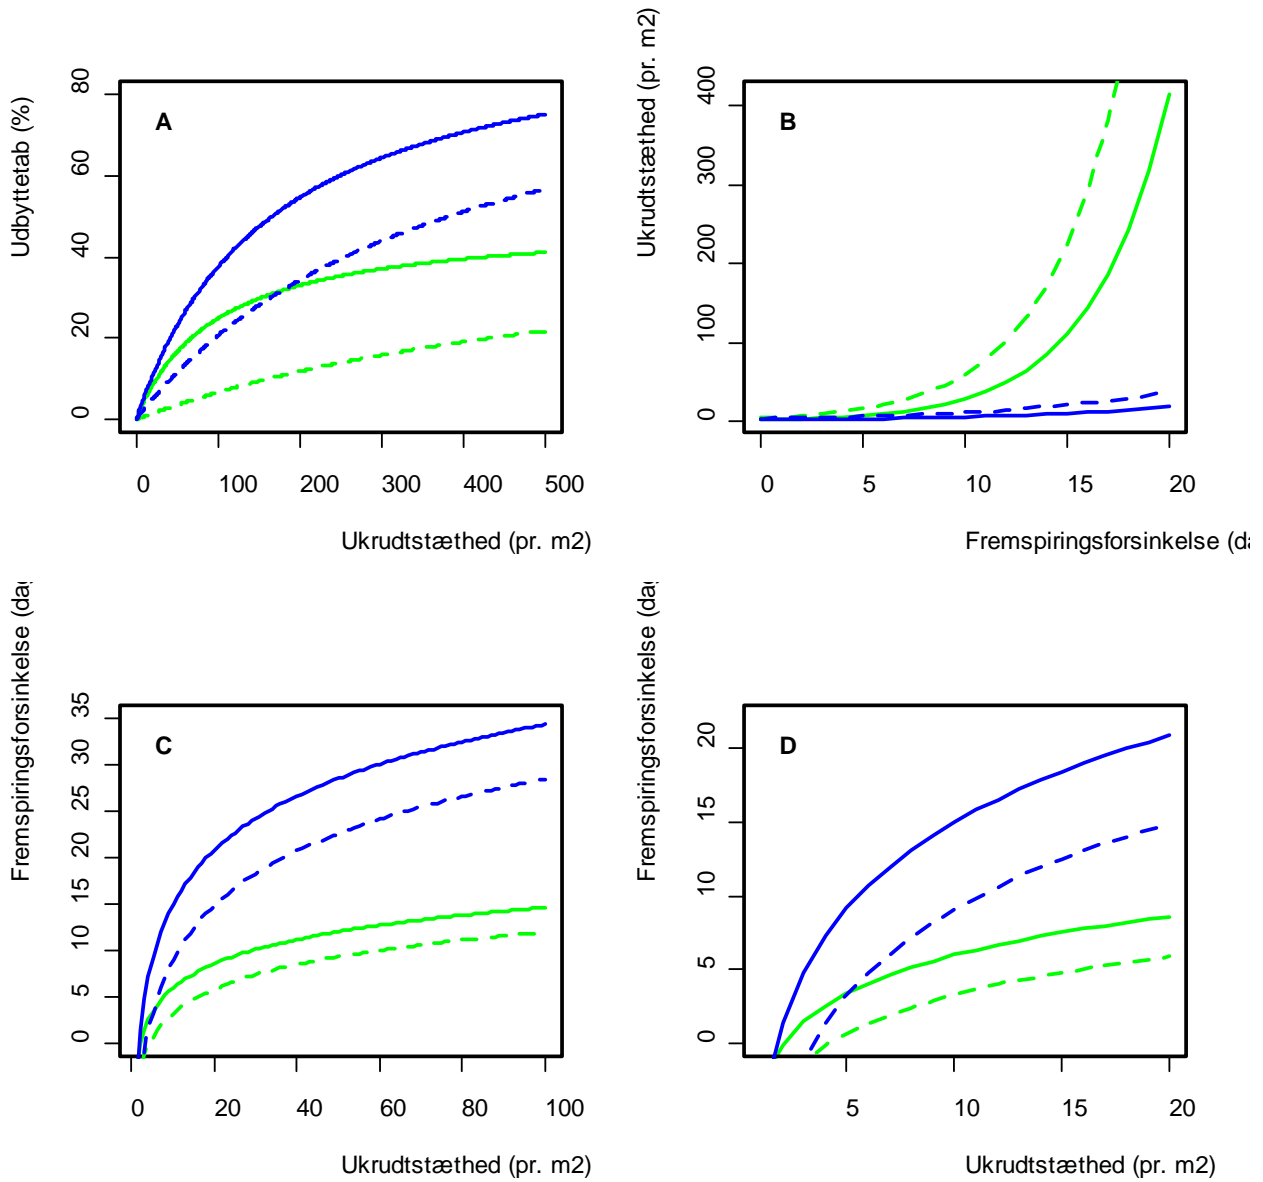 A
Udbyttetab (%)
0 20 40 60 80
0 100 200 300 400 500
Ukrudtstæthed (pr. m2)
B
Ukrudtstæthed (pr. m2)
0 100 200 300 400
0 5 10 15 20
Fremspiringsforsinkelse
C
Fremspiringsforsinkelse
0 5 10 15 20 25 30 35
0 20 40 60 80 100
Ukrudtstæthed (pr. m2)
D
Fremspiringsforsinkelse
0 5 10 15 20
5 10 15 20
Ukrudtstæthed (pr. m2)